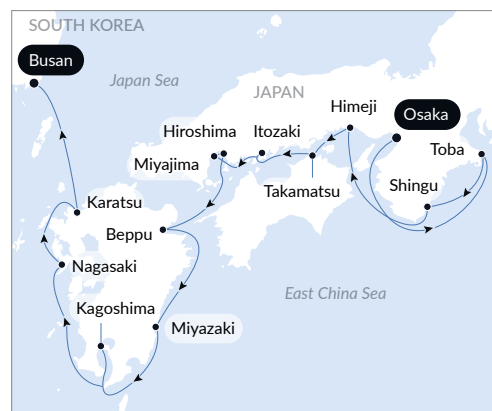 SOUTH KOREA
Busan
Japan Sea
JAPAN
Himeji
Osaka
Hiroshima
Itozaki
Toba
Miyajima
Takamatsu
Shingu
Karatsu
Beppu
Nagasaki
East China Sea
Kagoshima
Miyazaki